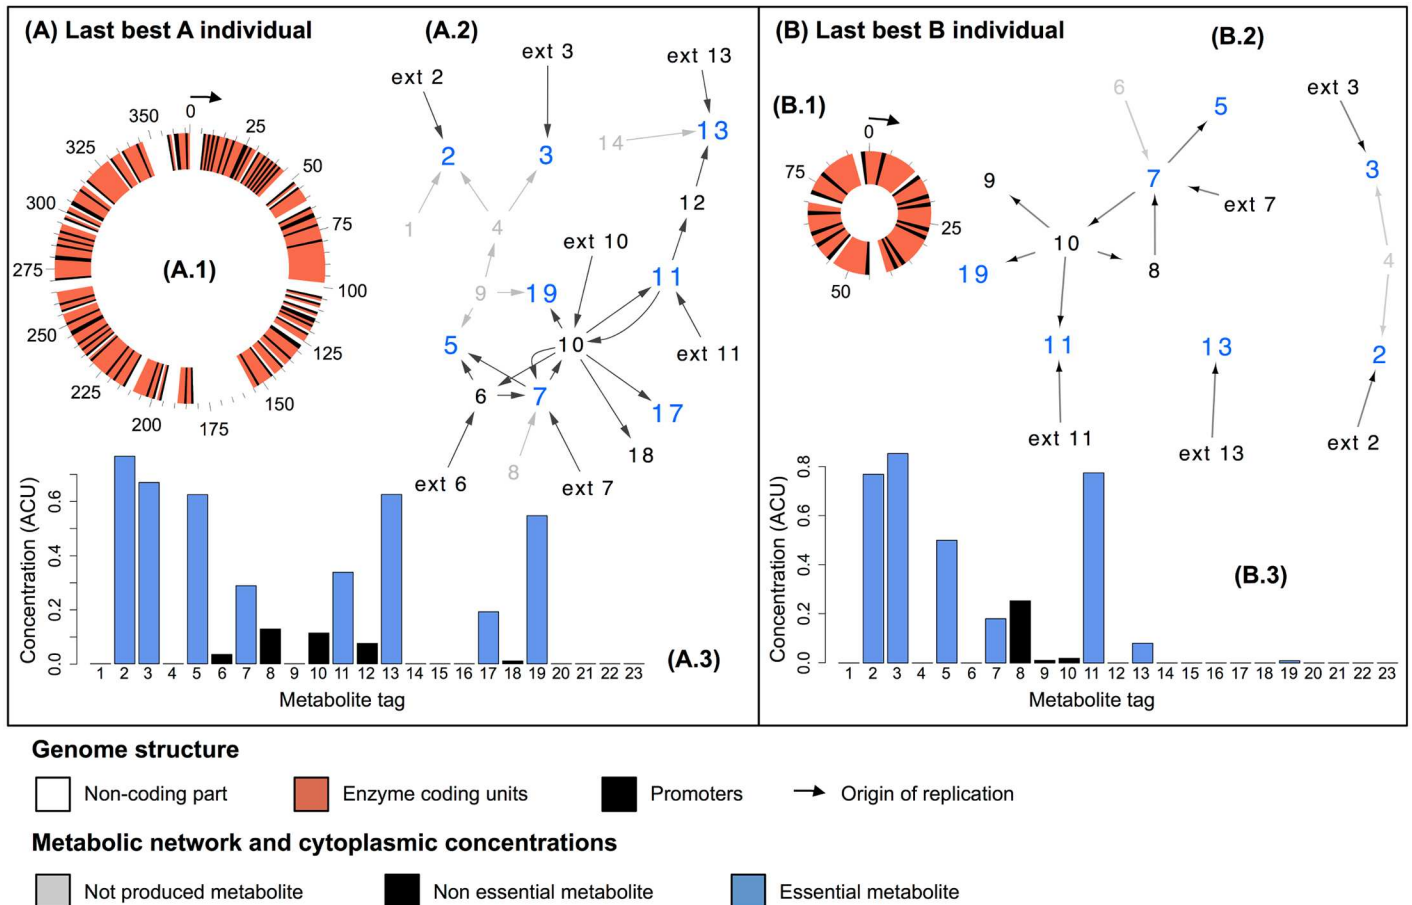 (A) Last best A individual
(A.2)
ext 3
ext 13
ext 2
14
13
2
3
1
4
12
ext 10
9
19
11
5
10
ext 11
6
7
17
8
18
ext 6
ext 7
0
25
50
75
100
125
150
175
200
225
250
275
300
325
350
(A.1)
Concentration (ACU)
0.0 0.2 0.4 0.6
1 2 3 4 5 6 7 8 9 10 11 12 13 14 15 16 17 18 19 20 21 22 23
Metabolite tag
(A.3)
(B) Last best B individual
(B.2)
(B.1)
0
25
50
75
6
5
ext 3
9
7
3
ext 7
10
19
8
4
11
13
2
ext 11
ext 13
ext 2
Concentration (ACU)
0.0 0.2 0.4 0.6 0.8
(B.3)
1 2 3 4 5 6 7 8 9 10 11 12 13 14 15 16 17 18 19 20 21 22 23
Metabolite tag
Genome structure
Non-coding part Enzyme coding units Promoters Origin of replication
Metabolic network and cytoplasmic concentrations
Not produced metabolite Non essential metabolite Essential metabolite